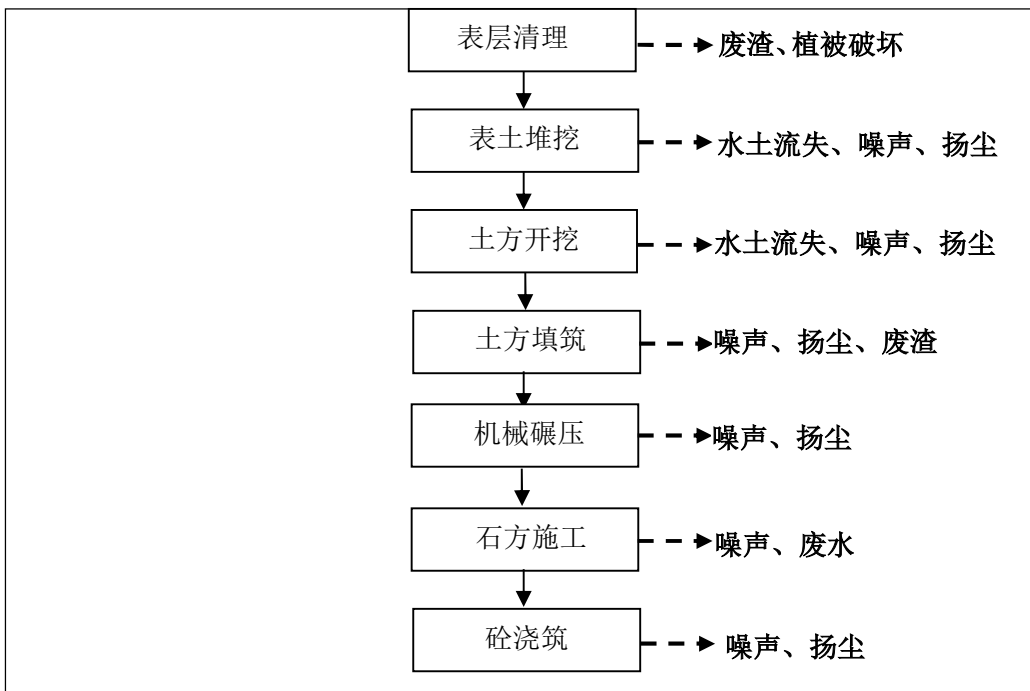 表层清理 废渣、植被破坏
表土堆挖 水土流失、噪声、扬尘
土方开挖 水土流失、噪声、扬尘
土方填筑 噪声、扬尘、废渣
机械碾压 噪声、扬尘
石方施工 噪声、废水
砼浇筑 噪声、扬尘